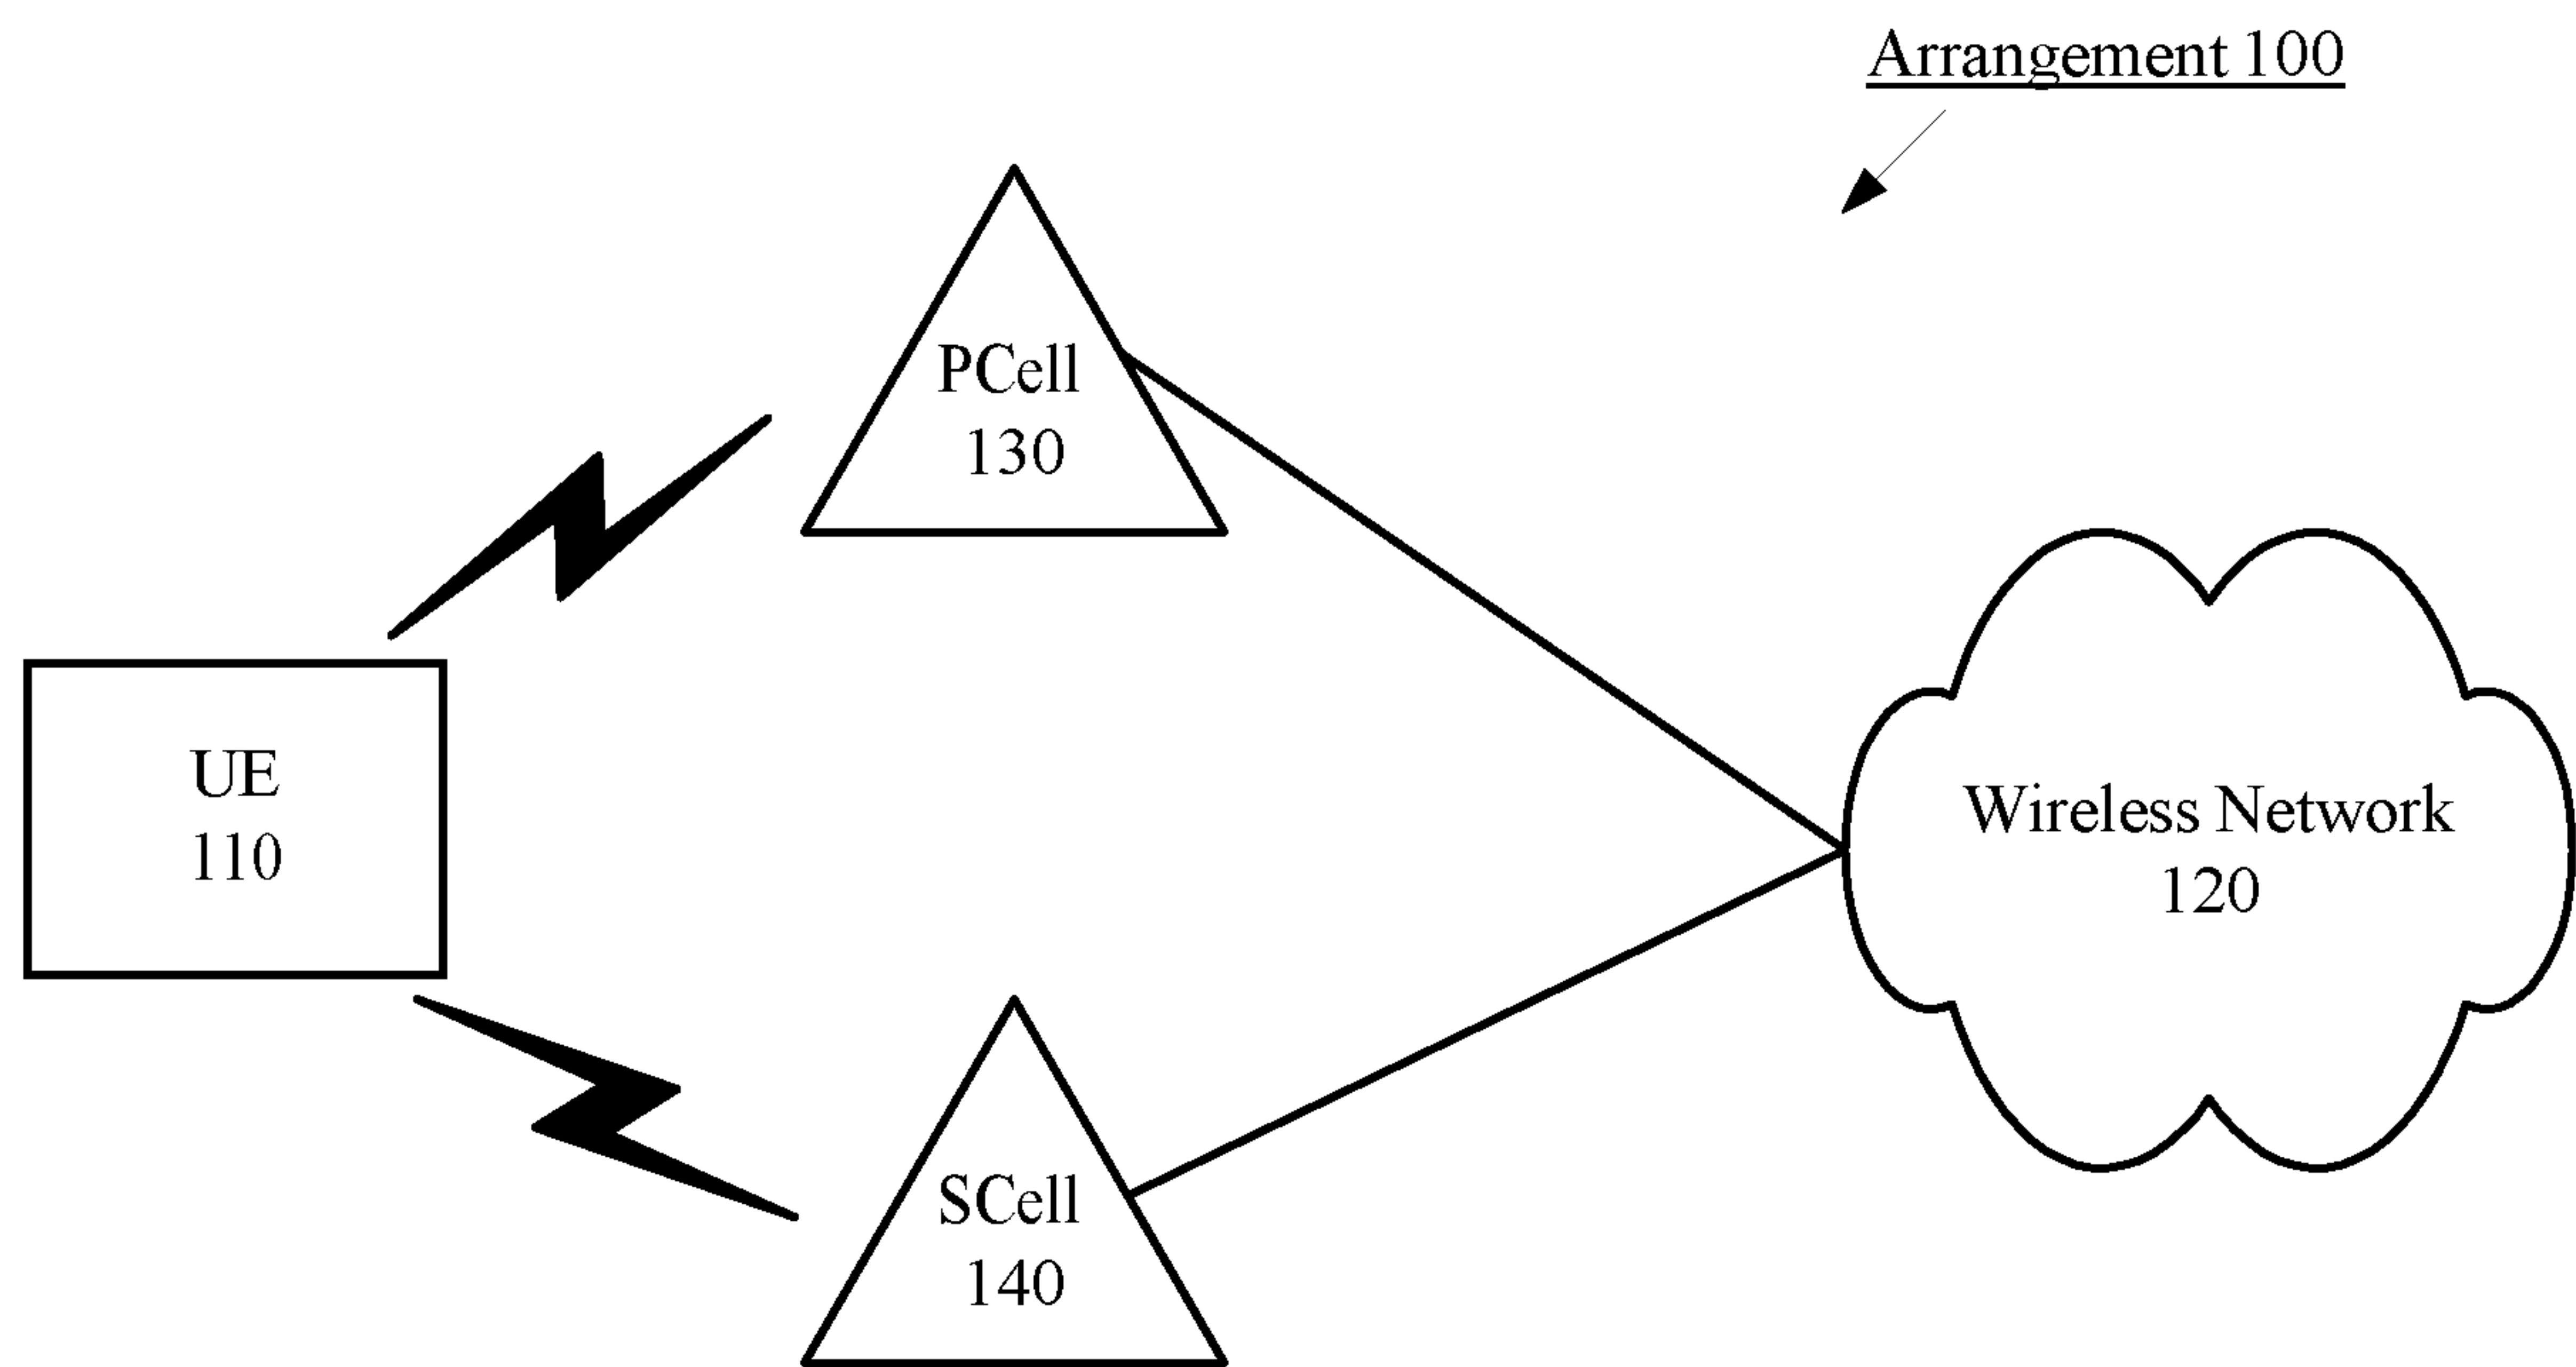 Arrangement 100
PCell
130
UE
110
Wireless Network
120
SCell
140